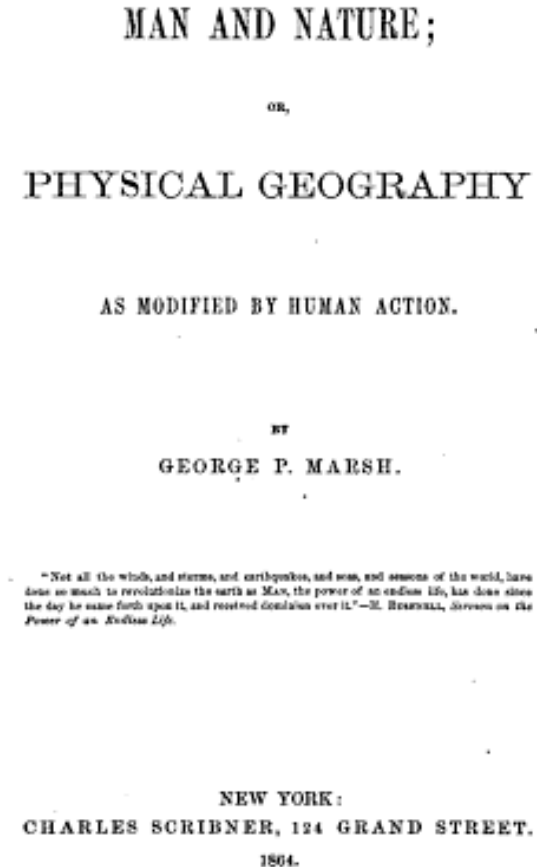 MAN AND NATURE;
OR,
PHYSICAL GEOGRAPHY
AS MODIFIED BY HUMAN ACTION.
BY
GEORGE P. MARSH.
"Not all the winds, and storms, and earthquakes, and seas, and seasons of the world, have
done so much to revolutionize the earth as MAN, the power of an endless life, has done since
the day he came forth upon it, and received dominion over it."—H. BUSHNELL, Sermon on the
Power of an Endless Life.
NEW YORK:
CHARLES SCRIBNER, 124 GRAND STREET.
1864.